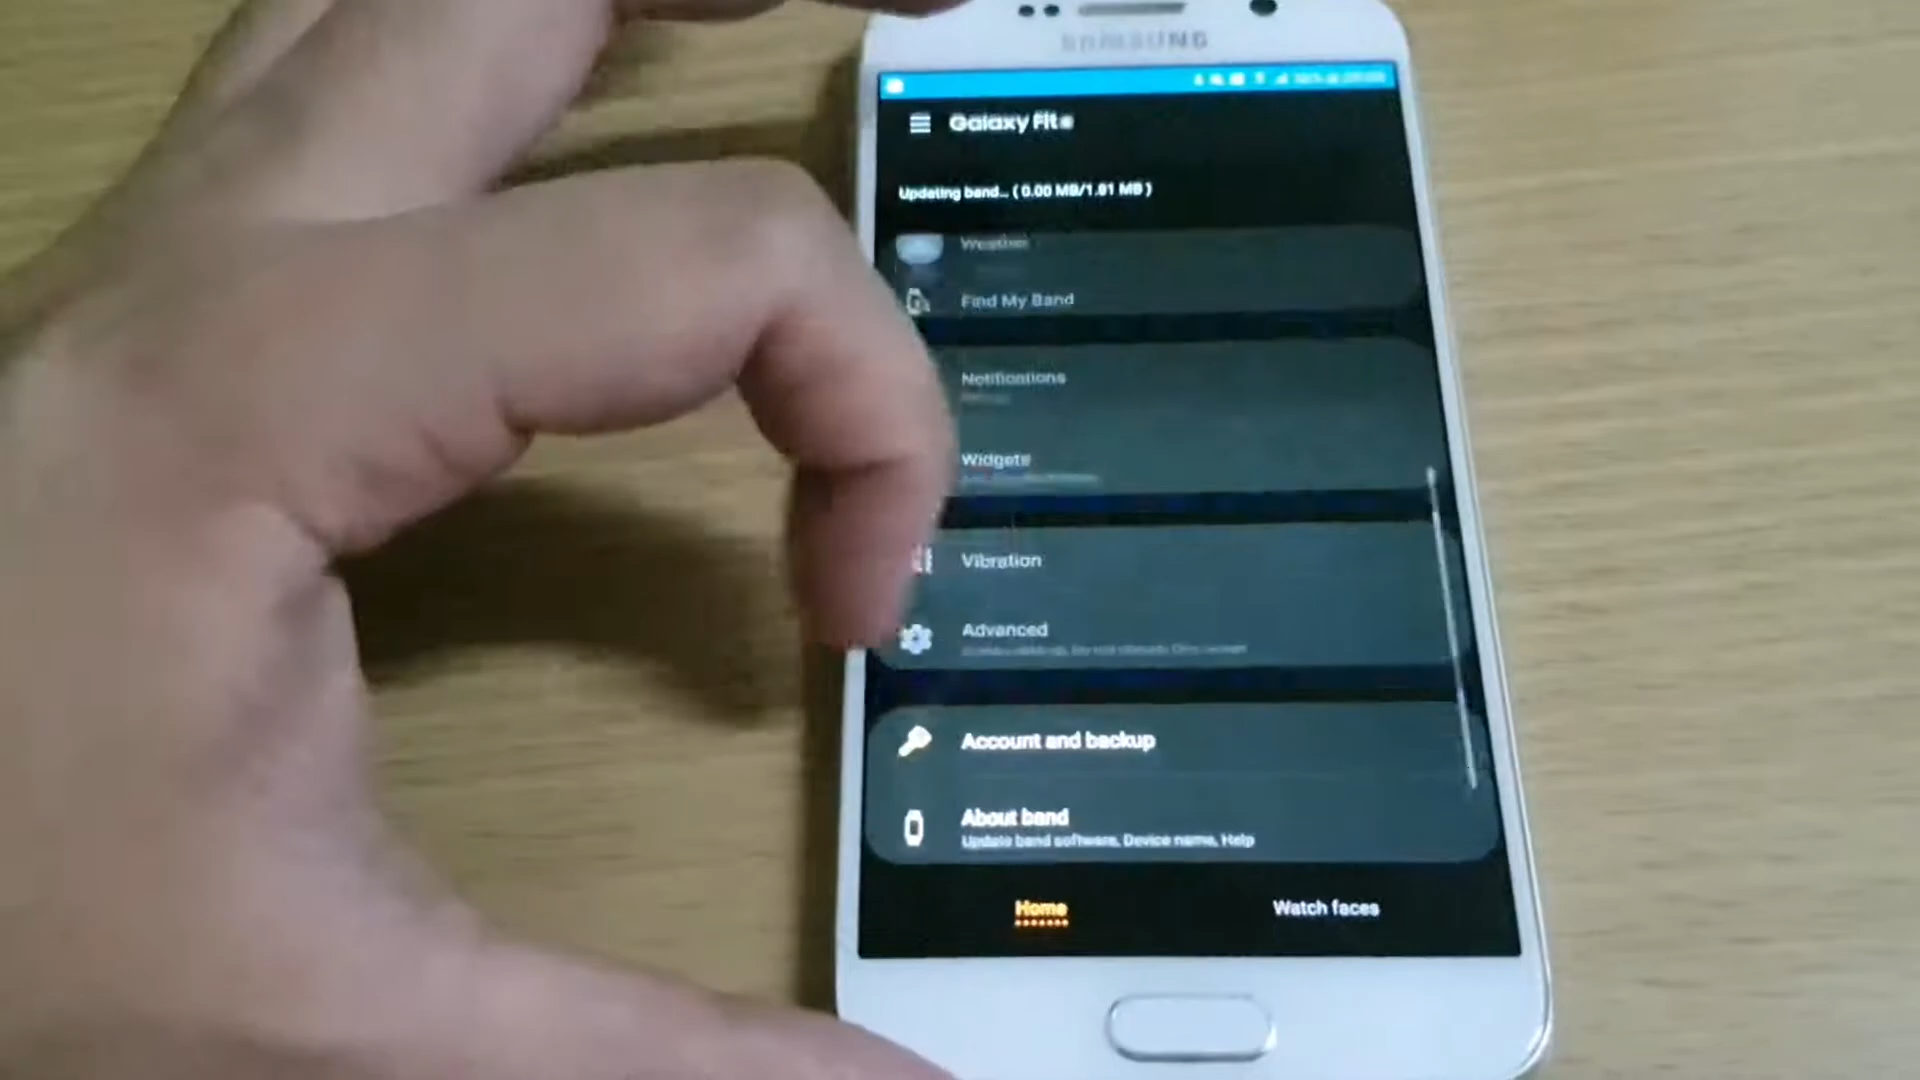 SAMSUNG
Galaxy Fit e
Updating band... ( 0.00 MB/1.81 MB )
Weather
Find My Band
Notifications
Widgets
Vibration
Advanced
Account and backup
About band
Update band software, Device name, Help
Home
Watch faces